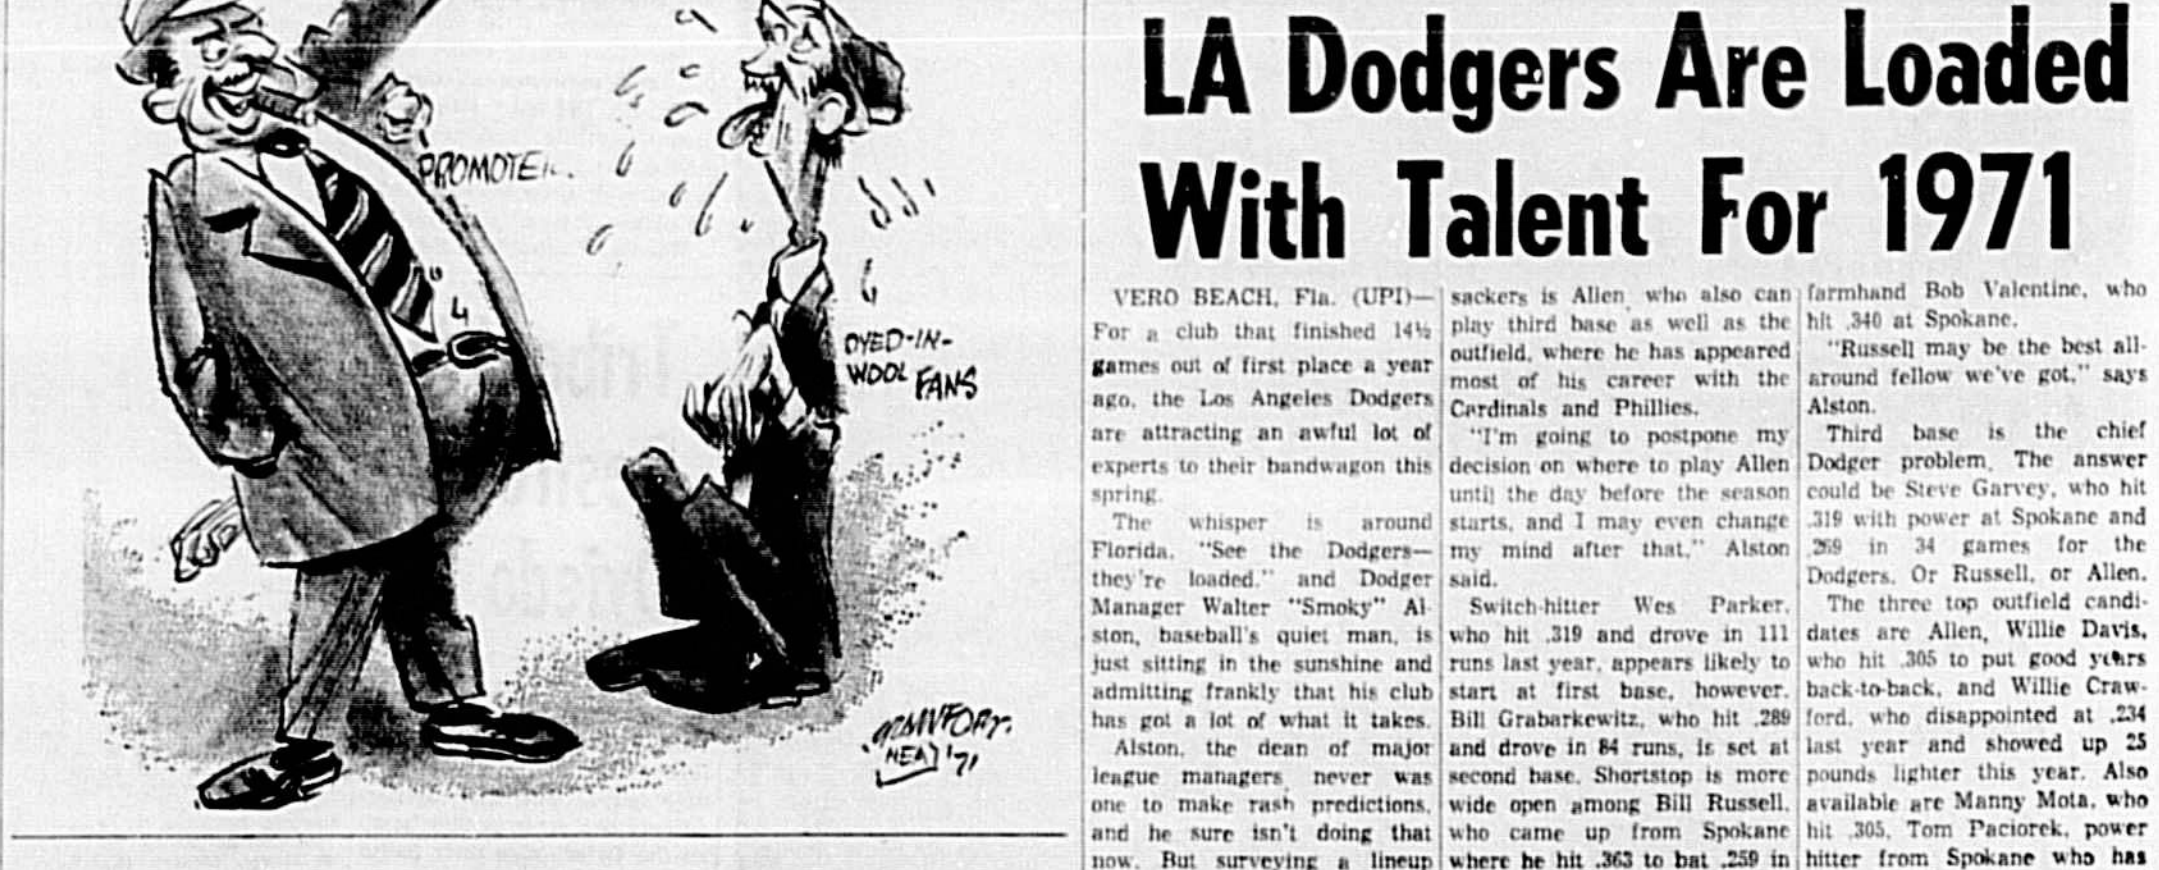 PROMOTER
DYED-IN-
WOOL FANS
NEA '71
LA Dodgers Are Loaded
With Talent For 1971
VERO BEACH, Fla. (UPI)—
For a club that finished 14½
games out of first place a year
ago, the Los Angeles Dodgers
are attracting an awful lot of
experts to their bandwagon this
spring.
The whisper is around
Florida, "See the Dodgers—
they're loaded." and Dodger
Manager Walter "Smoky" Al-
ston, baseball's quiet man, is
just sitting in the sunshine and
admitting frankly that his club
has got a lot of what it takes.
Alston, the dean of major
league managers never was
one to make rash predictions,
and he sure isn't doing that
now. But surveying a lineup
sackers is Allen who also can
play third base as well as the
outfield, where he has appeared
most of his career with the
Cardinals and Phillies.
"I'm going to postpone my
decision on where to play Allen
until the day before the season
starts, and I may even change
my mind after that," Alston
said.
Switch-hitter Wes Parker,
who hit .319 and drove in 111
runs last year, appears likely to
start at first base, however.
Bill Grabarkewitz, who hit .289
and drove in 84 runs, is set at
second base. Shortstop is more
wide open among Bill Russell,
who came up from Spokane
where he hit .363 to bat .259 in
farmhand Bob Valentine, who
hit .340 at Spokane.
"Russell may be the best all-
around fellow we've got," says
Alston.
Third base is the chief
Dodger problem. The answer
could be Steve Garvey, who hit
.319 with power at Spokane and
.269 in 34 games for the
Dodgers. Or Russell, or Allen.
The three top outfield candi-
dates are Allen, Willie Davis,
who hit .305 to put good years
back-to-back, and Willie Craw-
ford, who disappointed at .234
last year and showed up 25
pounds lighter this year. Also
available are Manny Mota, who
hit .305, Tom Paciorek, power
hitter from Spokane who has